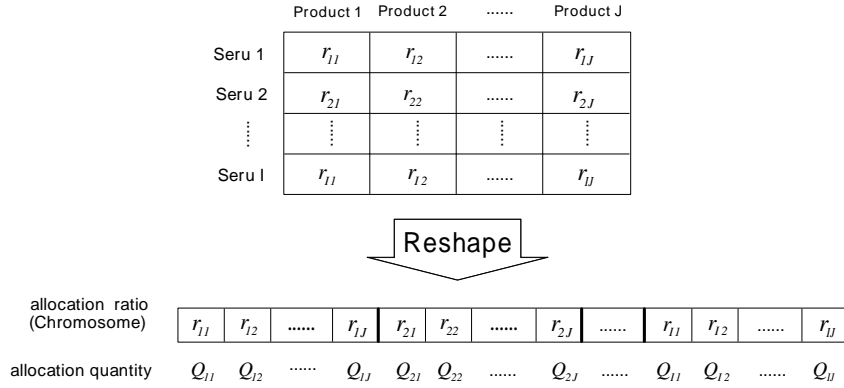 Product 1 Product 2 ...... Product J
Seru 1 r11 r12 ...... r1J
Seru 2 r21 r22 ...... r2J
...... ...... ...... ...... ......
Seru I rI1 rI2 ...... rIJ
Reshape
allocation ratio
(Chromosome) r11 r12 ...... r1J r21 r22 ...... r2J ...... rI1 rI2 ...... rIJ
allocation quantity Q11 Q12 ...... Q1J Q21 Q22 ...... Q2J ...... QI1 QI2 ...... QIJ